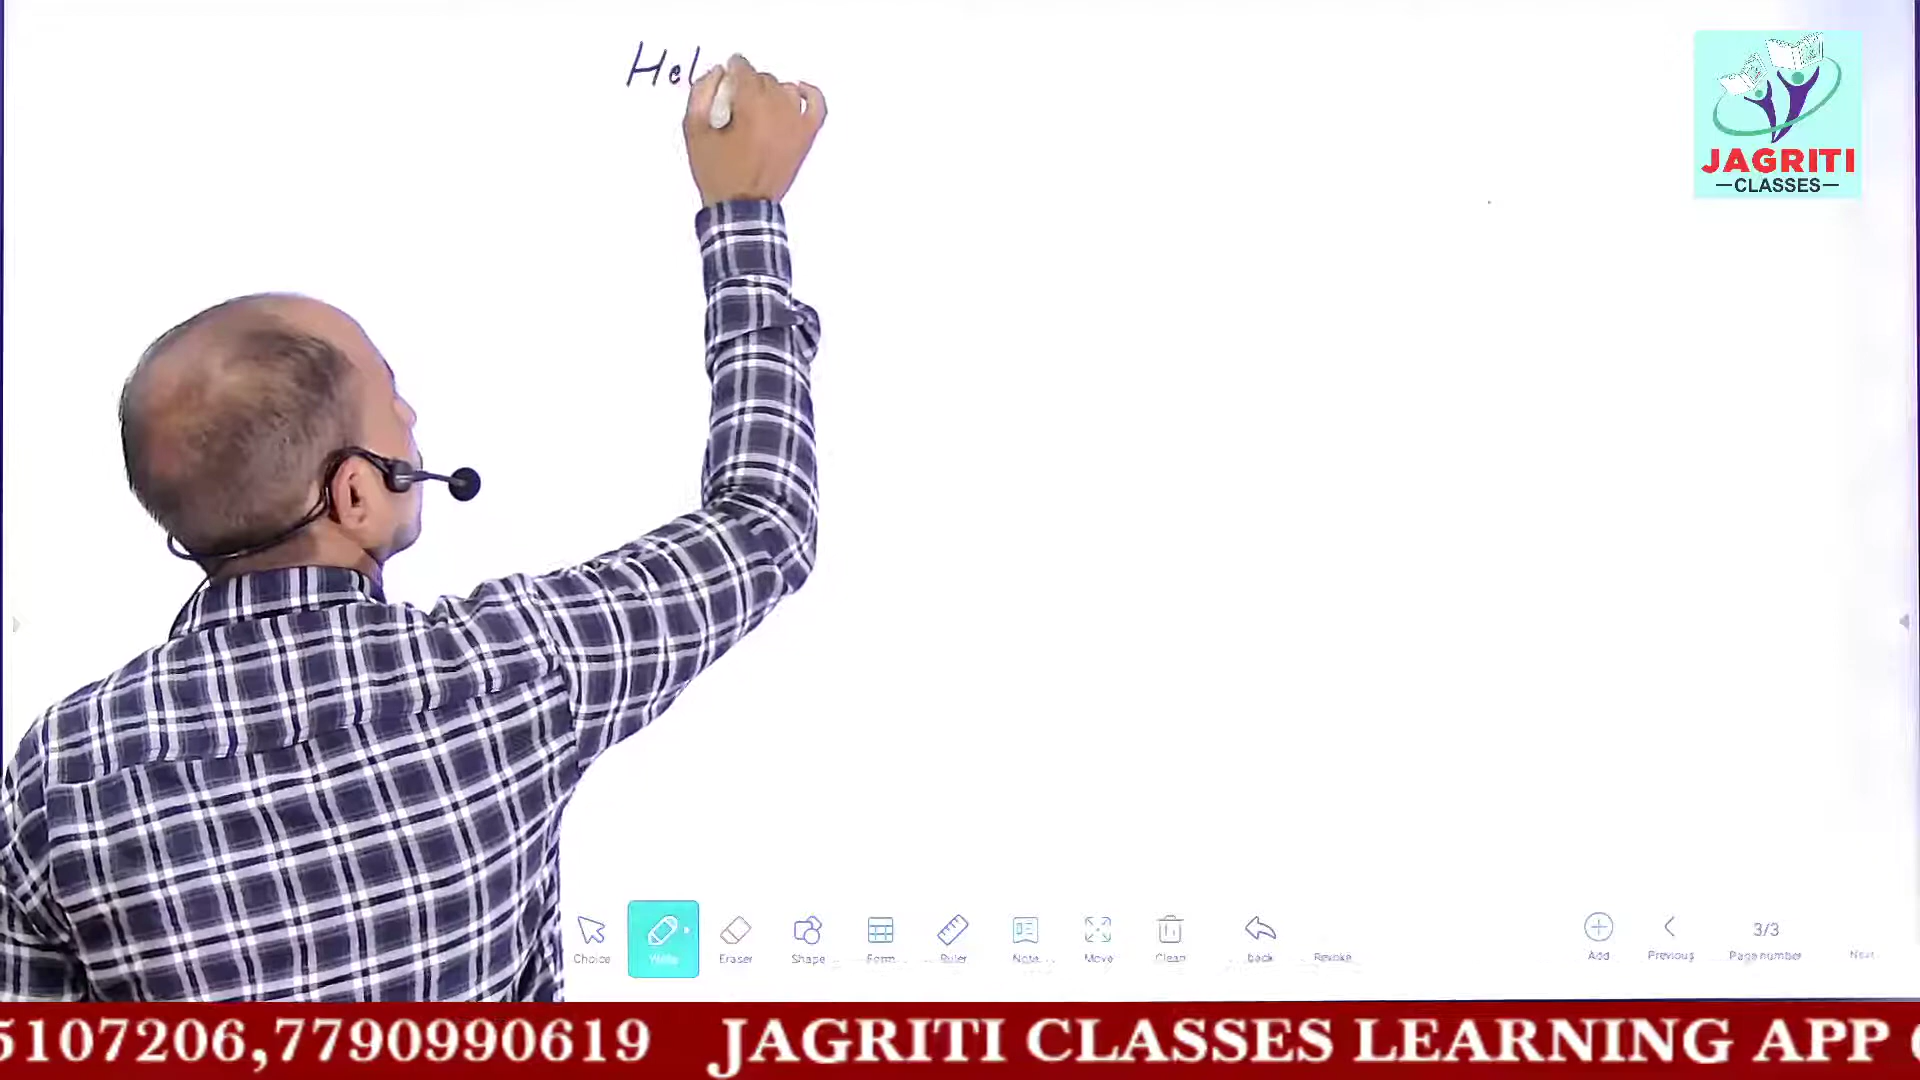 Hel
JAGRITI
CLASSES
Choice
Write
Eraser
Shape
Form
Ruler
Note
Move
Clean
back
Revoke
Add
Previous
3/3
Page number
Next
5107206,7790990619 JAGRITI CLASSES LEARNING APP